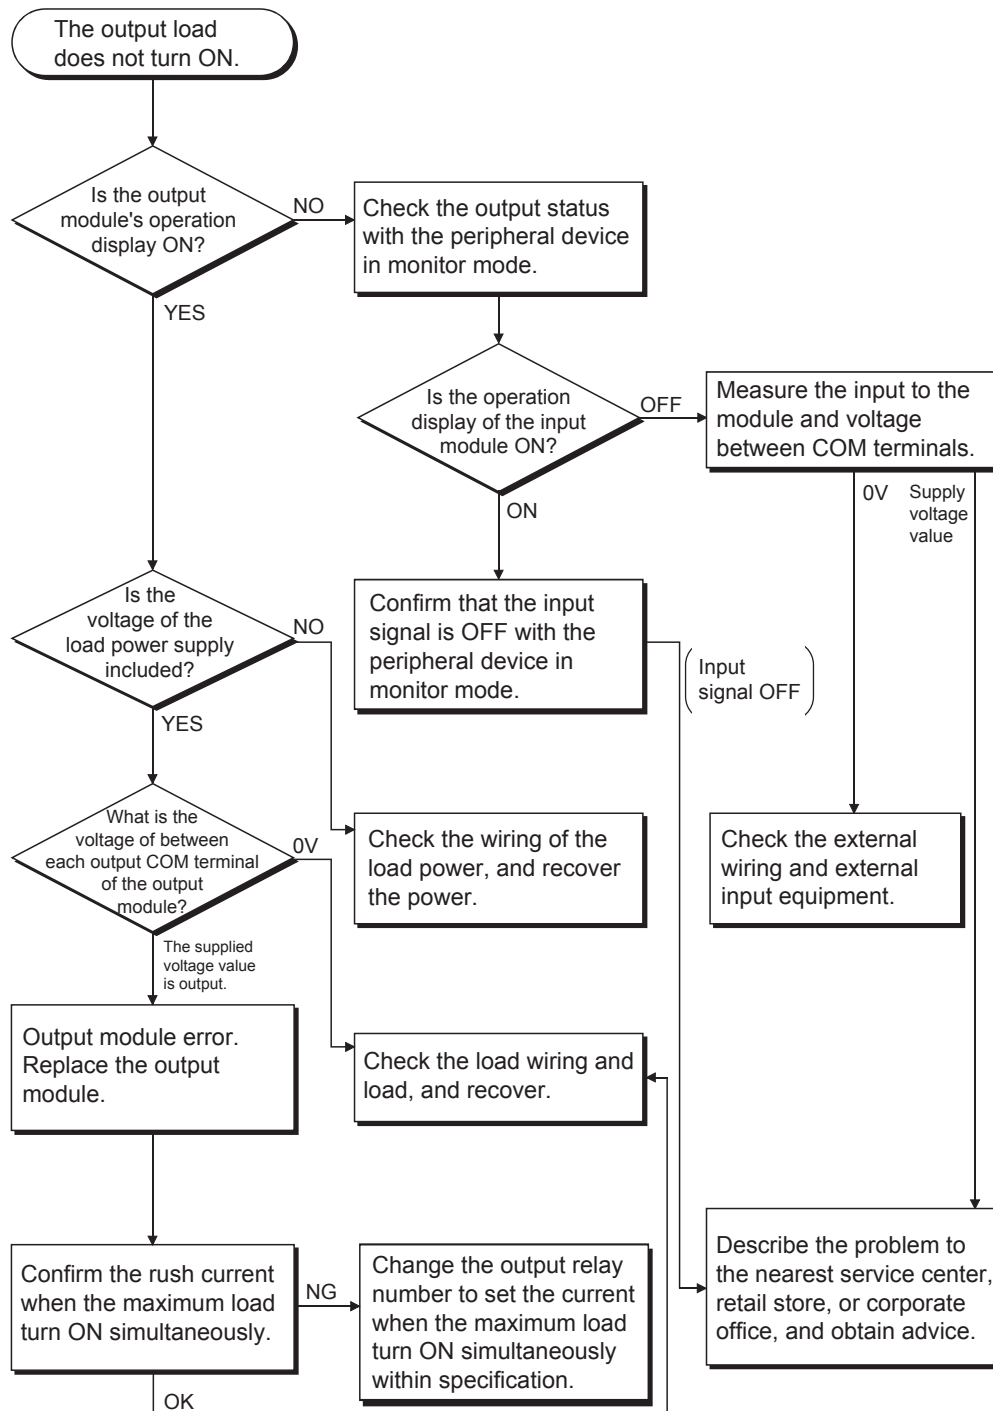 The output load
does not turn ON.
Is the output
module's operation
display ON?
NO
YES
Check the output status
with the peripheral device
in monitor mode.
Is the operation
display of the input
module ON?
OFF
ON
Measure the input to the
module and voltage
between COM terminals.
0V
Supply
voltage
value
Is the
voltage of the
load power supply
included?
NO
YES
Confirm that the input
signal is OFF with the
peripheral device in
monitor mode.
Input
signal OFF
What is the
voltage of between
each output COM terminal
of the output
module?
0V
The supplied
voltage value
is output.
Check the wiring of the
load power, and recover
the power.
Check the external
wiring and external
input equipment.
Output module error.
Replace the output
module.
Check the load wiring and
load, and recover.
Confirm the rush current
when the maximum load
turn ON simultaneously.
NG
OK
Change the output relay
number to set the current
when the maximum load
turn ON simultaneously
within specification.
Describe the problem to
the nearest service center,
retail store, or corporate
office, and obtain advice.